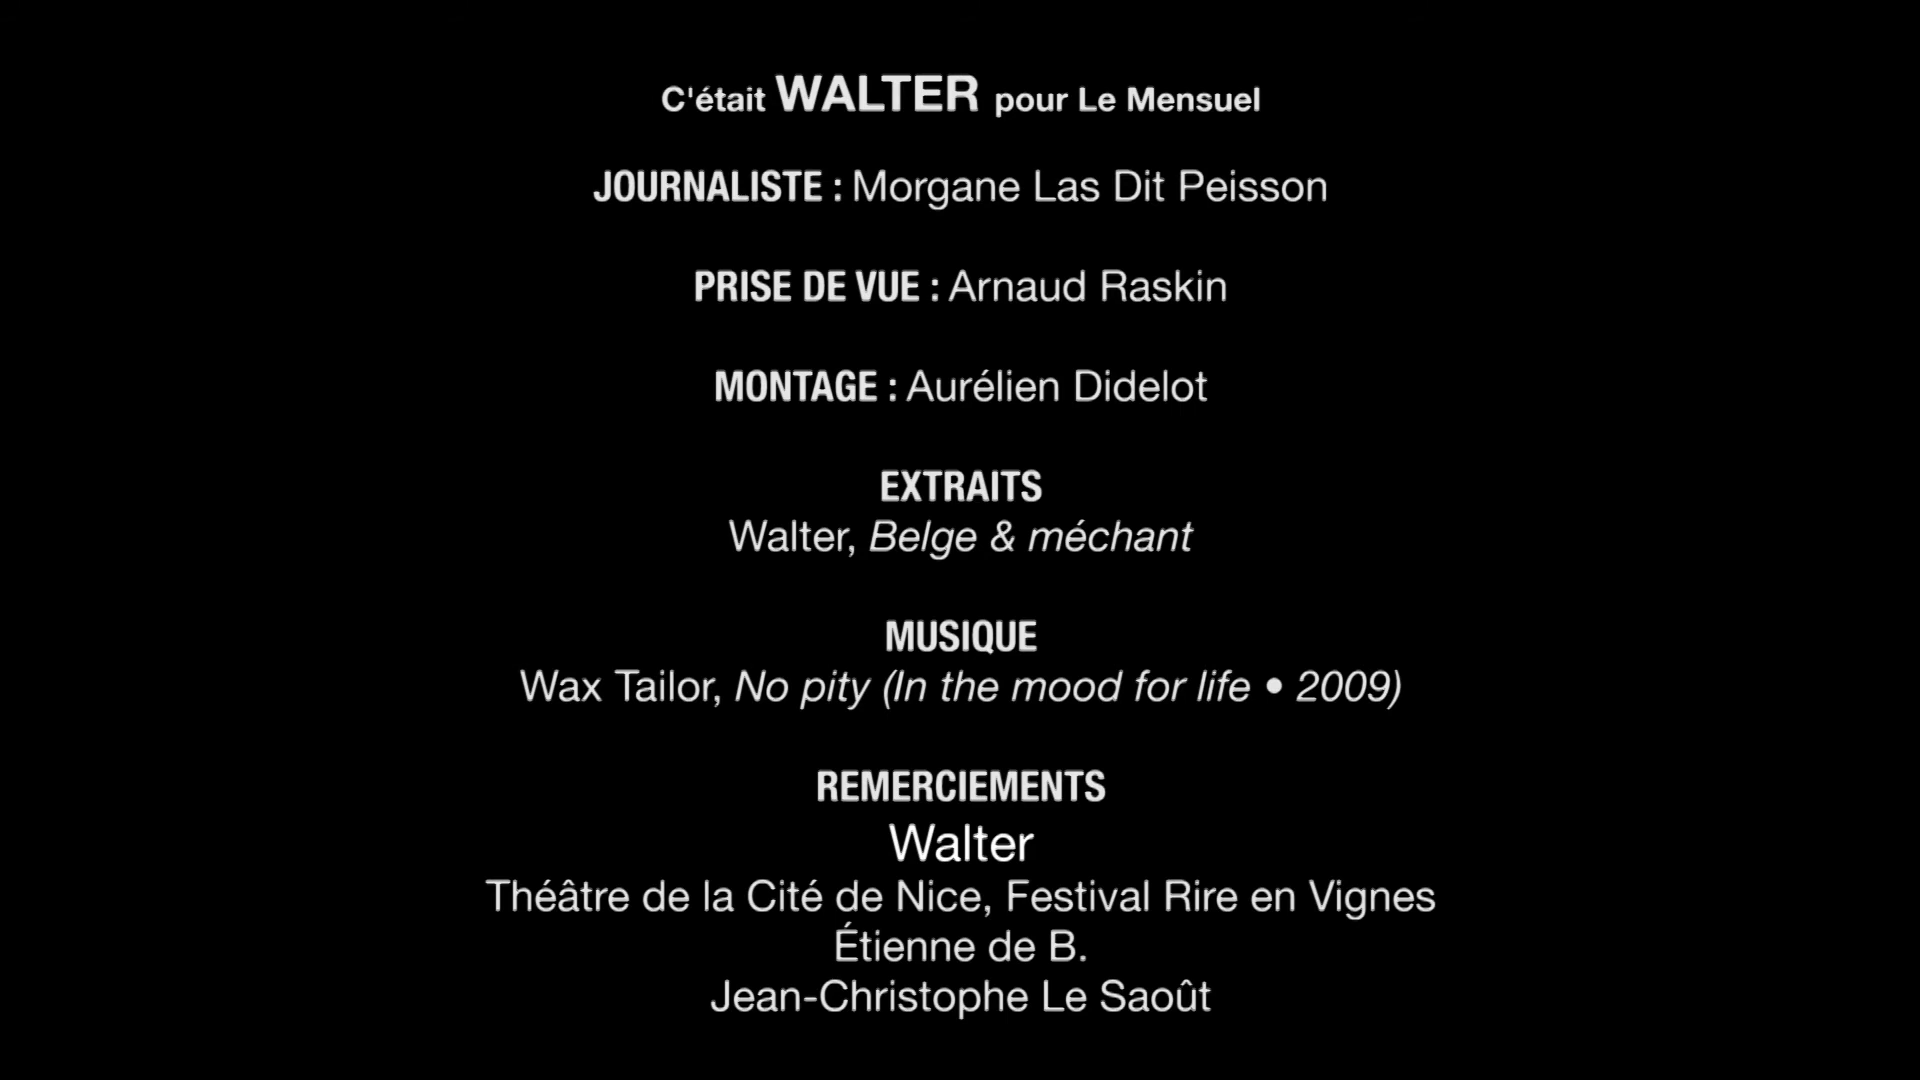 C'était WALTER pour Le Mensuel
JOURNALISTE : Morgane Las Dit Peisson
PRISE DE VUE : Arnaud Raskin
MONTAGE : Aurélien Didelot
EXTRAITS
Walter, Belge & méchant
MUSIQUE
Wax Tailor, No pity (In the mood for life • 2009)
REMERCIEMENTS
Walter
Théâtre de la Cité de Nice, Festival Rire en Vignes
Étienne de B.
Jean-Christophe Le Saoût